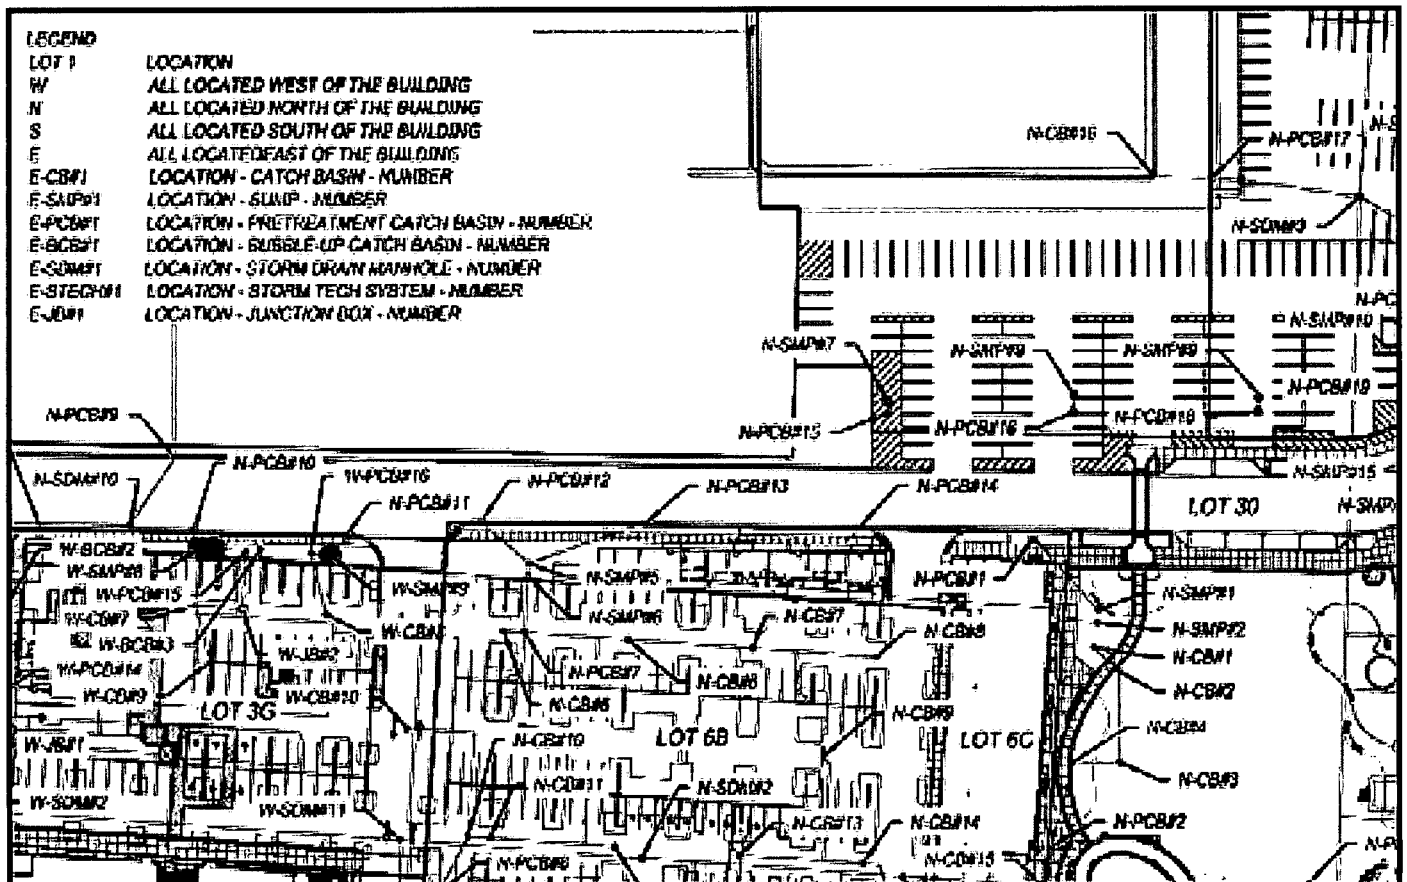 LEGEND
LOT 1 LOCATION
W ALL LOCATED WEST OF THE BUILDING
N ALL LOCATED NORTH OF THE BUILDING
S ALL LOCATED SOUTH OF THE BUILDING
E ALL LOCATEDEAST OF THE BUILDING
E-CB#1 LOCATION - CATCH BASIN - NUMBER
E-SMP#1 LOCATION - SUMP - NUMBER
E-PCB#1 LOCATION - PRETREATMENT CATCH BASIN - NUMBER
E-BCB#1 LOCATION - BUBBLE-UP CATCH BASIN - NUMBER
E-SDM#1 LOCATION - STORM DRAIN MANHOLE - NUMBER
E-STECH#1 LOCATION - STORM TECH SYSTEM - NUMBER
E-JB#1 LOCATION - JUNCTION BOX - NUMBER
N-CB#16
N-PCB#17
N-SDM#3
N-SMP#10
N-SMP#7
N-SMP#9
N-PCB#19
N-PCB#9
N-PCB#15
N-PCB#16
N-PCB#18
N-SDM#10
N-PCB#10
W-PCB#16
N-PCB#11
N-PCB#12
N-PCB#13
N-PCB#14
N-SMP#15
LOT 30
W-BCB#2
W-SMP#8
W-PCB#15
W-CB#7
W-BCB#3
W-PCB#14
W-CB#9
W-JB#2
W-CB#10
LOT 3G
W-JB#1
W-SDM#2
W-SDM#11
N-SMP#5
N-SMP#6
N-PCB#7
N-CB#7
N-CB#8
N-CB#6
N-CB#9
LOT 6B
LOT 6C
N-CB#10
N-CB#11
N-SDM#2
N-CB#13
N-CB#14
N-CB#15
N-PCB#1
N-SMP#1
N-SMP#2
N-CB#1
N-CB#2
N-CB#4
N-CB#3
N-PCB#2